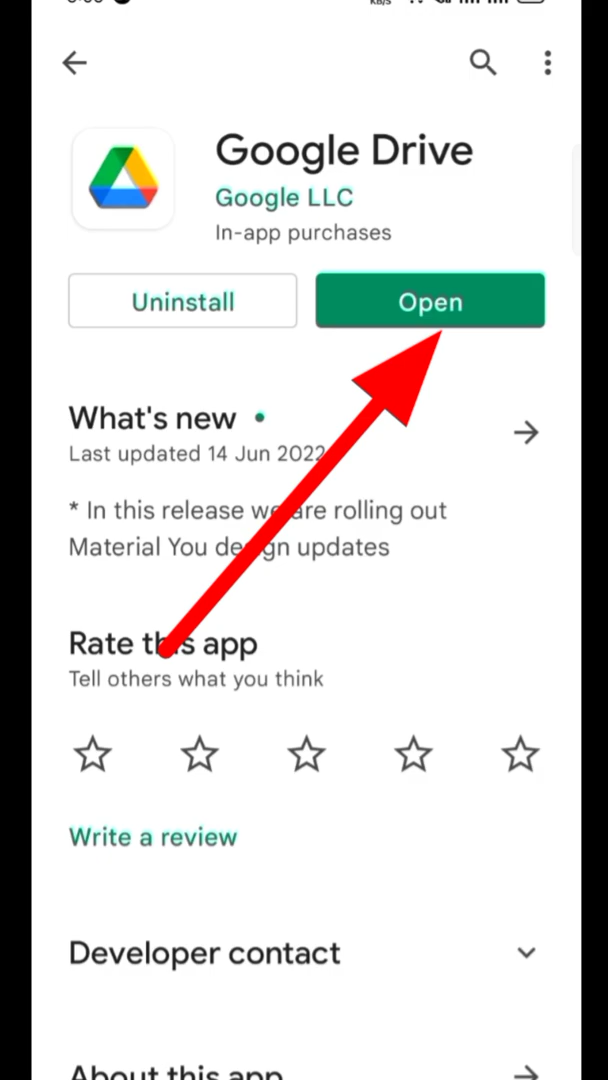 Google Drive
Google LLC
In-app purchases
Uninstall
Open
What's new
Last updated 14 Jun 2022
* In this release we are rolling out
Material You design updates
Rate this app
Tell others what you think
Write a review
Developer contact
About this app